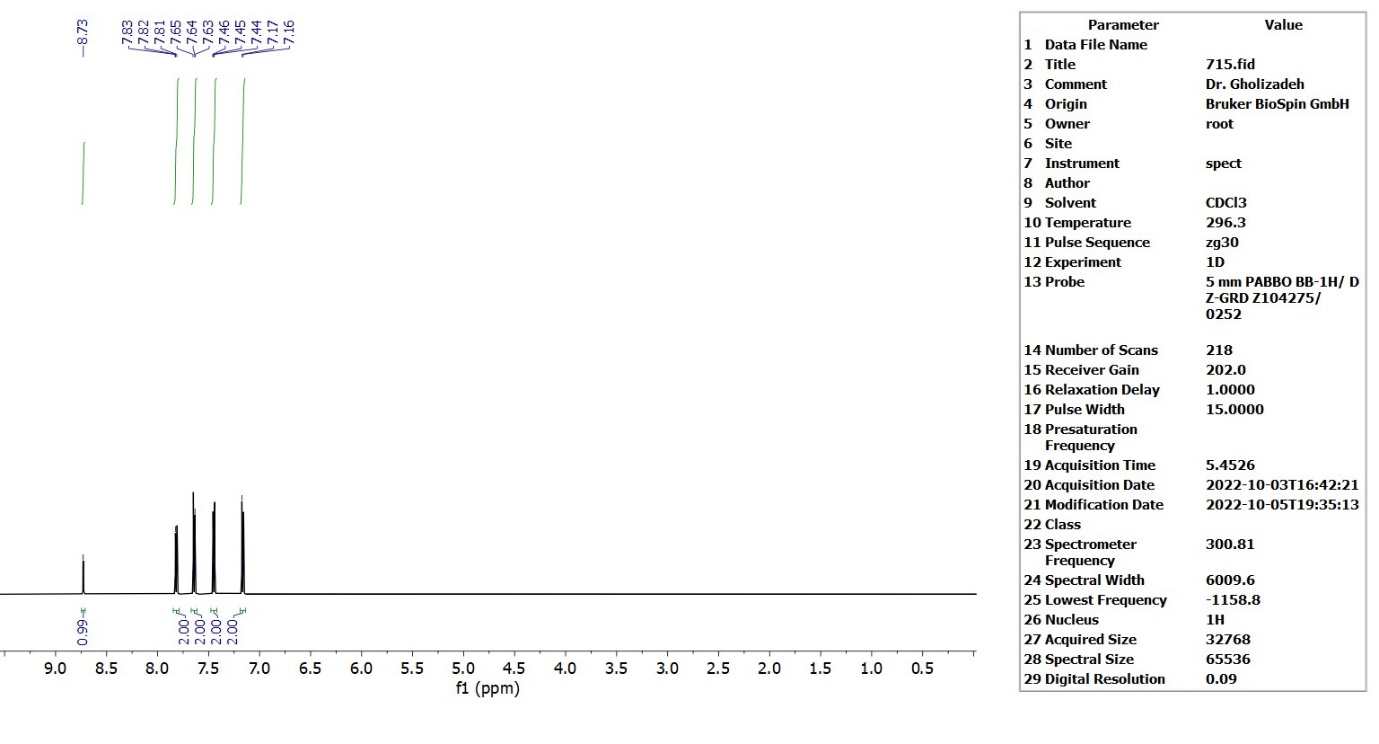 8.73
7.83
7.82
7.81
7.65
7.64
7.63
7.46
7.45
7.44
7.17
7.16
0.99
2.00
2.00
2.00
2.00
9.0 8.5 8.0 7.5 7.0 6.5 6.0 5.5 5.0 4.5 4.0 3.5 3.0 2.5 2.0 1.5 1.0 0.5
f1 (ppm)
Parameter Value
1 Data File Name
2 Title 715.fid
3 Comment Dr. Gholizadeh
4 Origin Bruker BioSpin GmbH
5 Owner root
6 Site
7 Instrument spect
8 Author
9 Solvent CDCl3
10 Temperature 296.3
11 Pulse Sequence zg30
12 Experiment 1D
13 Probe 5 mm PABBO BB-1H/ D
Z-GRD Z104275/
0252
14 Number of Scans 218
15 Receiver Gain 202.0
16 Relaxation Delay 1.0000
17 Pulse Width 15.0000
18 Presaturation
Frequency
19 Acquisition Time 5.4526
20 Acquisition Date 2022-10-03T16:42:21
21 Modification Date 2022-10-05T19:35:13
22 Class
23 Spectrometer 300.81
Frequency
24 Spectral Width 6009.6
25 Lowest Frequency -1158.8
26 Nucleus 1H
27 Acquired Size 32768
28 Spectral Size 65536
29 Digital Resolution 0.09